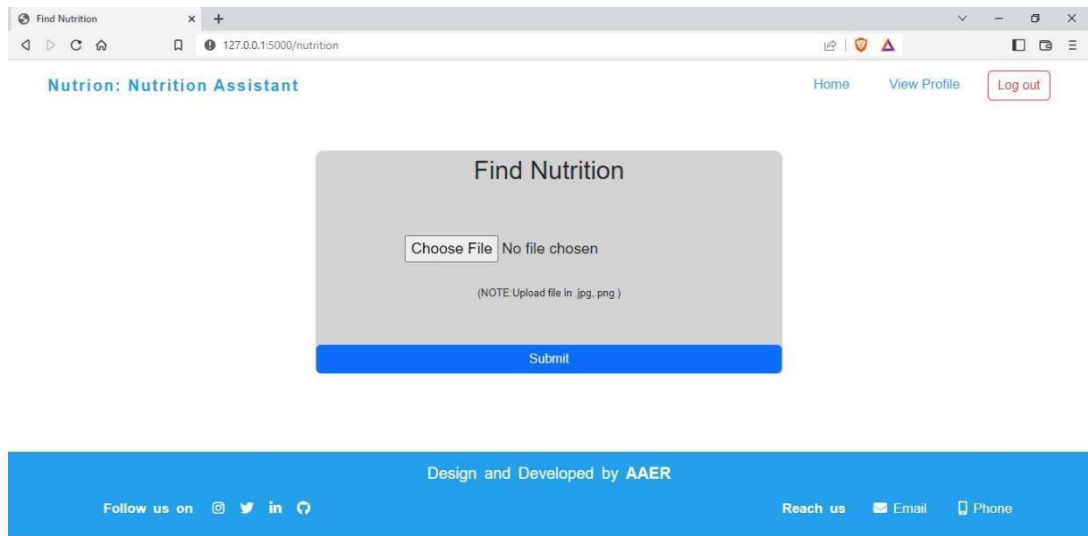 Find Nutrition
127.0.0.1:5000/nutrition
Nutrion: Nutrition Assistant
Home View Profile Log out
Find Nutrition
Choose File No file chosen
(NOTE:Upload file in .jpg,.png )
Submit
Design and Developed by AAER
Follow us on in
Reach us Email Phone